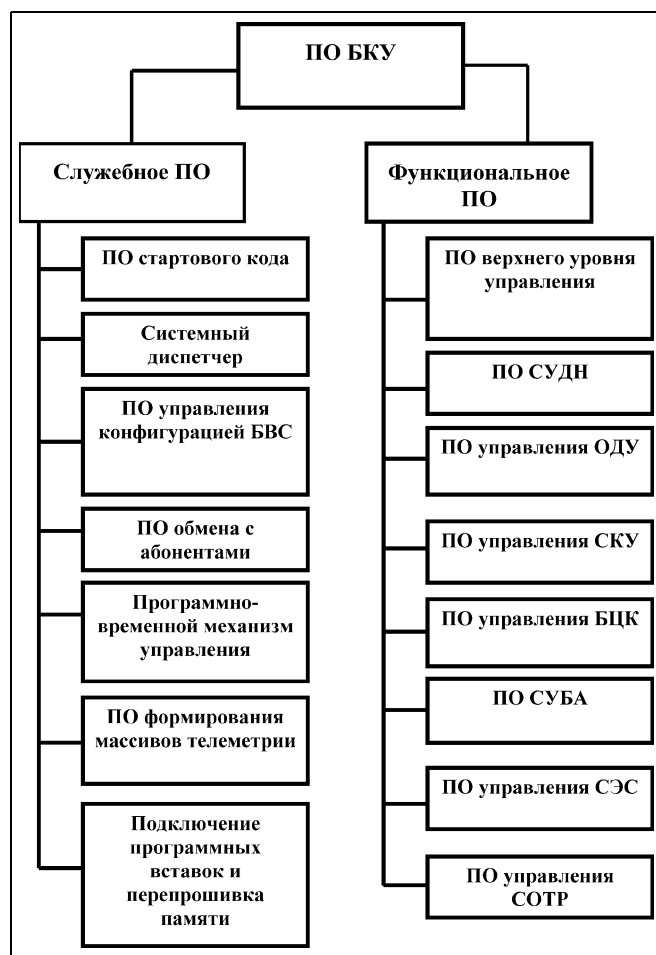 ПО БКУ
Служебное ПО
ПО стартового кода
Системный
диспетчер
ПО управления
конфигурацией БВС
ПО обмена с
абонентами
Программно-
временной механизм
управления
ПО формирования
массивов телеметрии
Подключение
программных
вставок и
перепрошивка
памяти
Функциональное
ПО
ПО верхнего уровня
управления
ПО СУДН
ПО управления ОДУ
ПО управления СКУ
ПО управления БЦК
ПО СУБА
ПО управления СЭС
ПО управления
СОТР